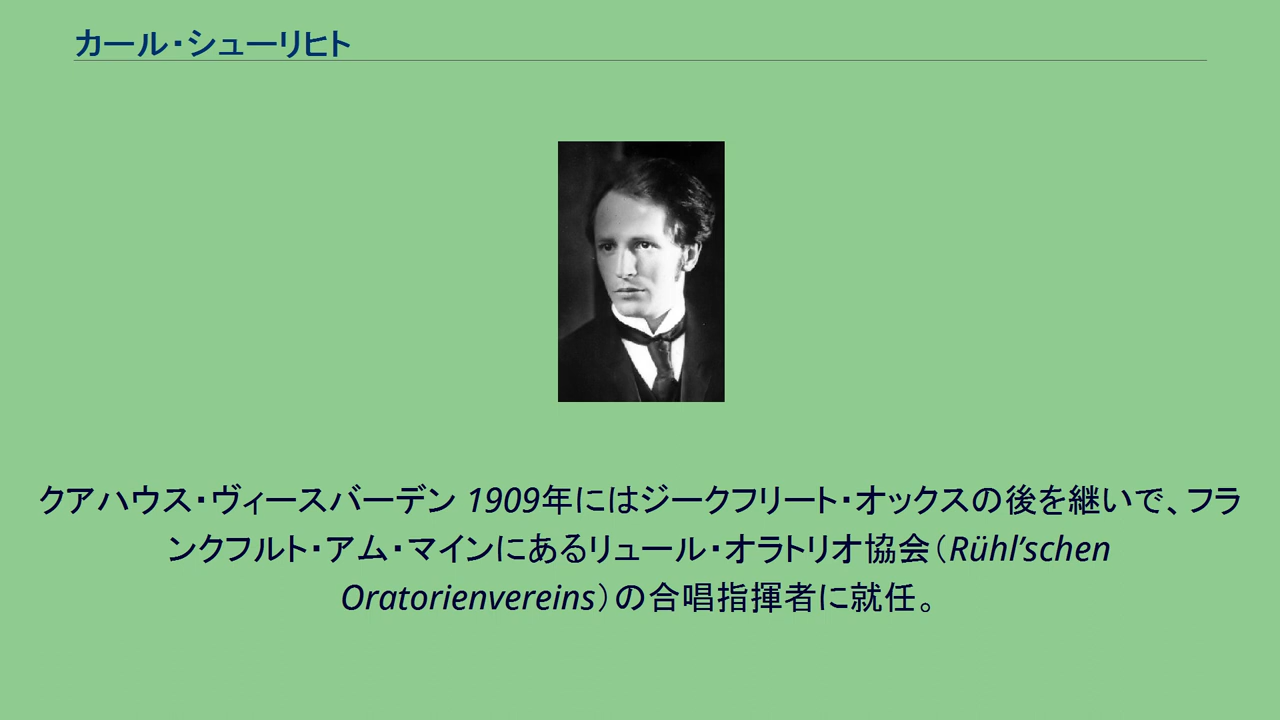 カール・シューリヒト
クアハウス・ヴィースバーデン 1909年にはジークフリート・オックスの後を継いで、フラ
ンクフルト・アム・マインにあるリュール・オラトリオ協会（Rühl’schen
Oratorienvereins）の合唱指揮者に就任。